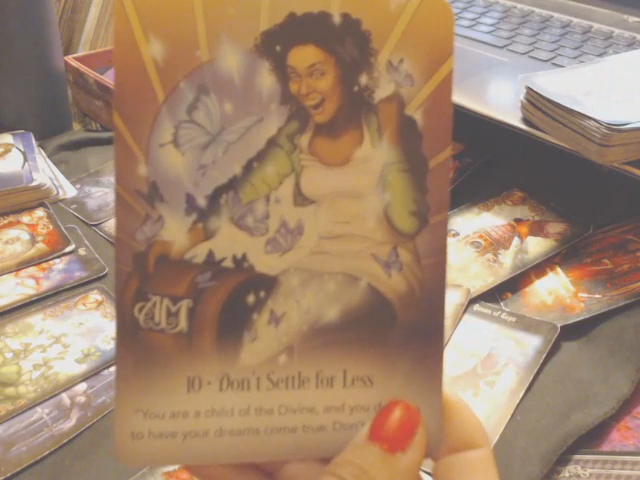 AM
10 · Don't Settle for Less
"You are a child of the Divine, and you
to have your dreams come true. Don't
Queen of Cups